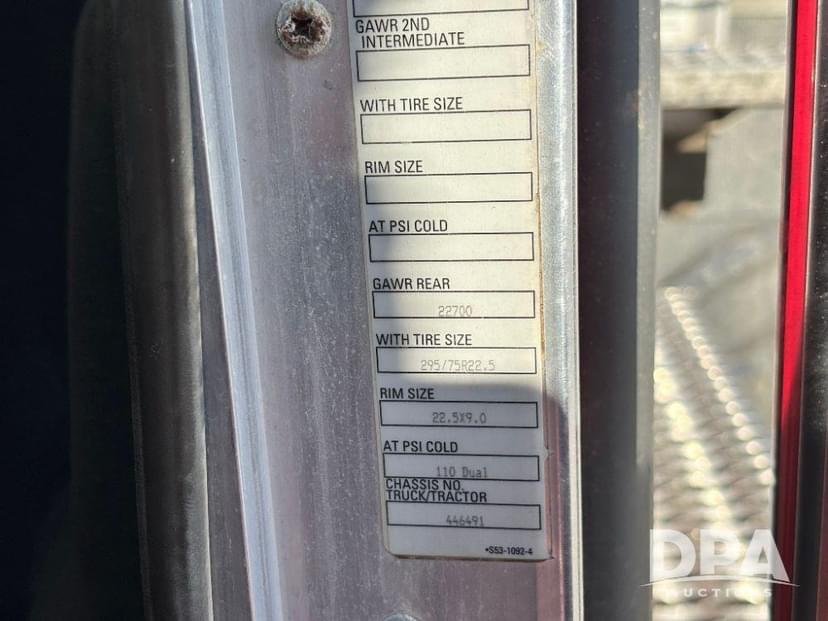 GAWR 2ND
INTERMEDIATE
WITH TIRE SIZE
RIM SIZE
AT PSI COLD
GAWR REAR
22700
WITH TIRE SIZE
295/75R22.5
RIM SIZE
22.5X9.0
AT PSI COLD
110 Dual
CHASSIS NO.
TRUCK/TRACTOR
446491
*S53-1092-4
DPA
AUCTIONS